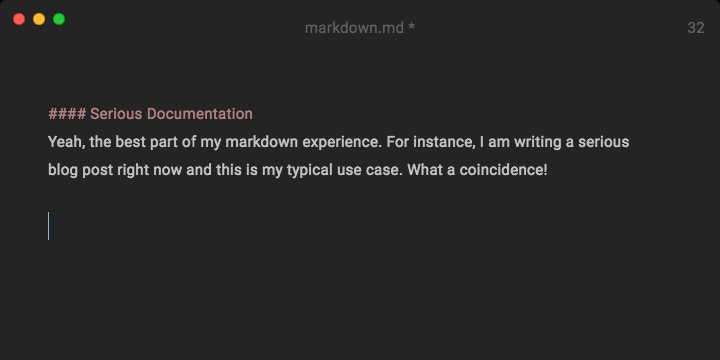 markdown.md *
32
#### Serious Documentation
Yeah, the best part of my markdown experience. For instance, I am writing a serious
blog post right now and this is my typical use case. What a coincidence!